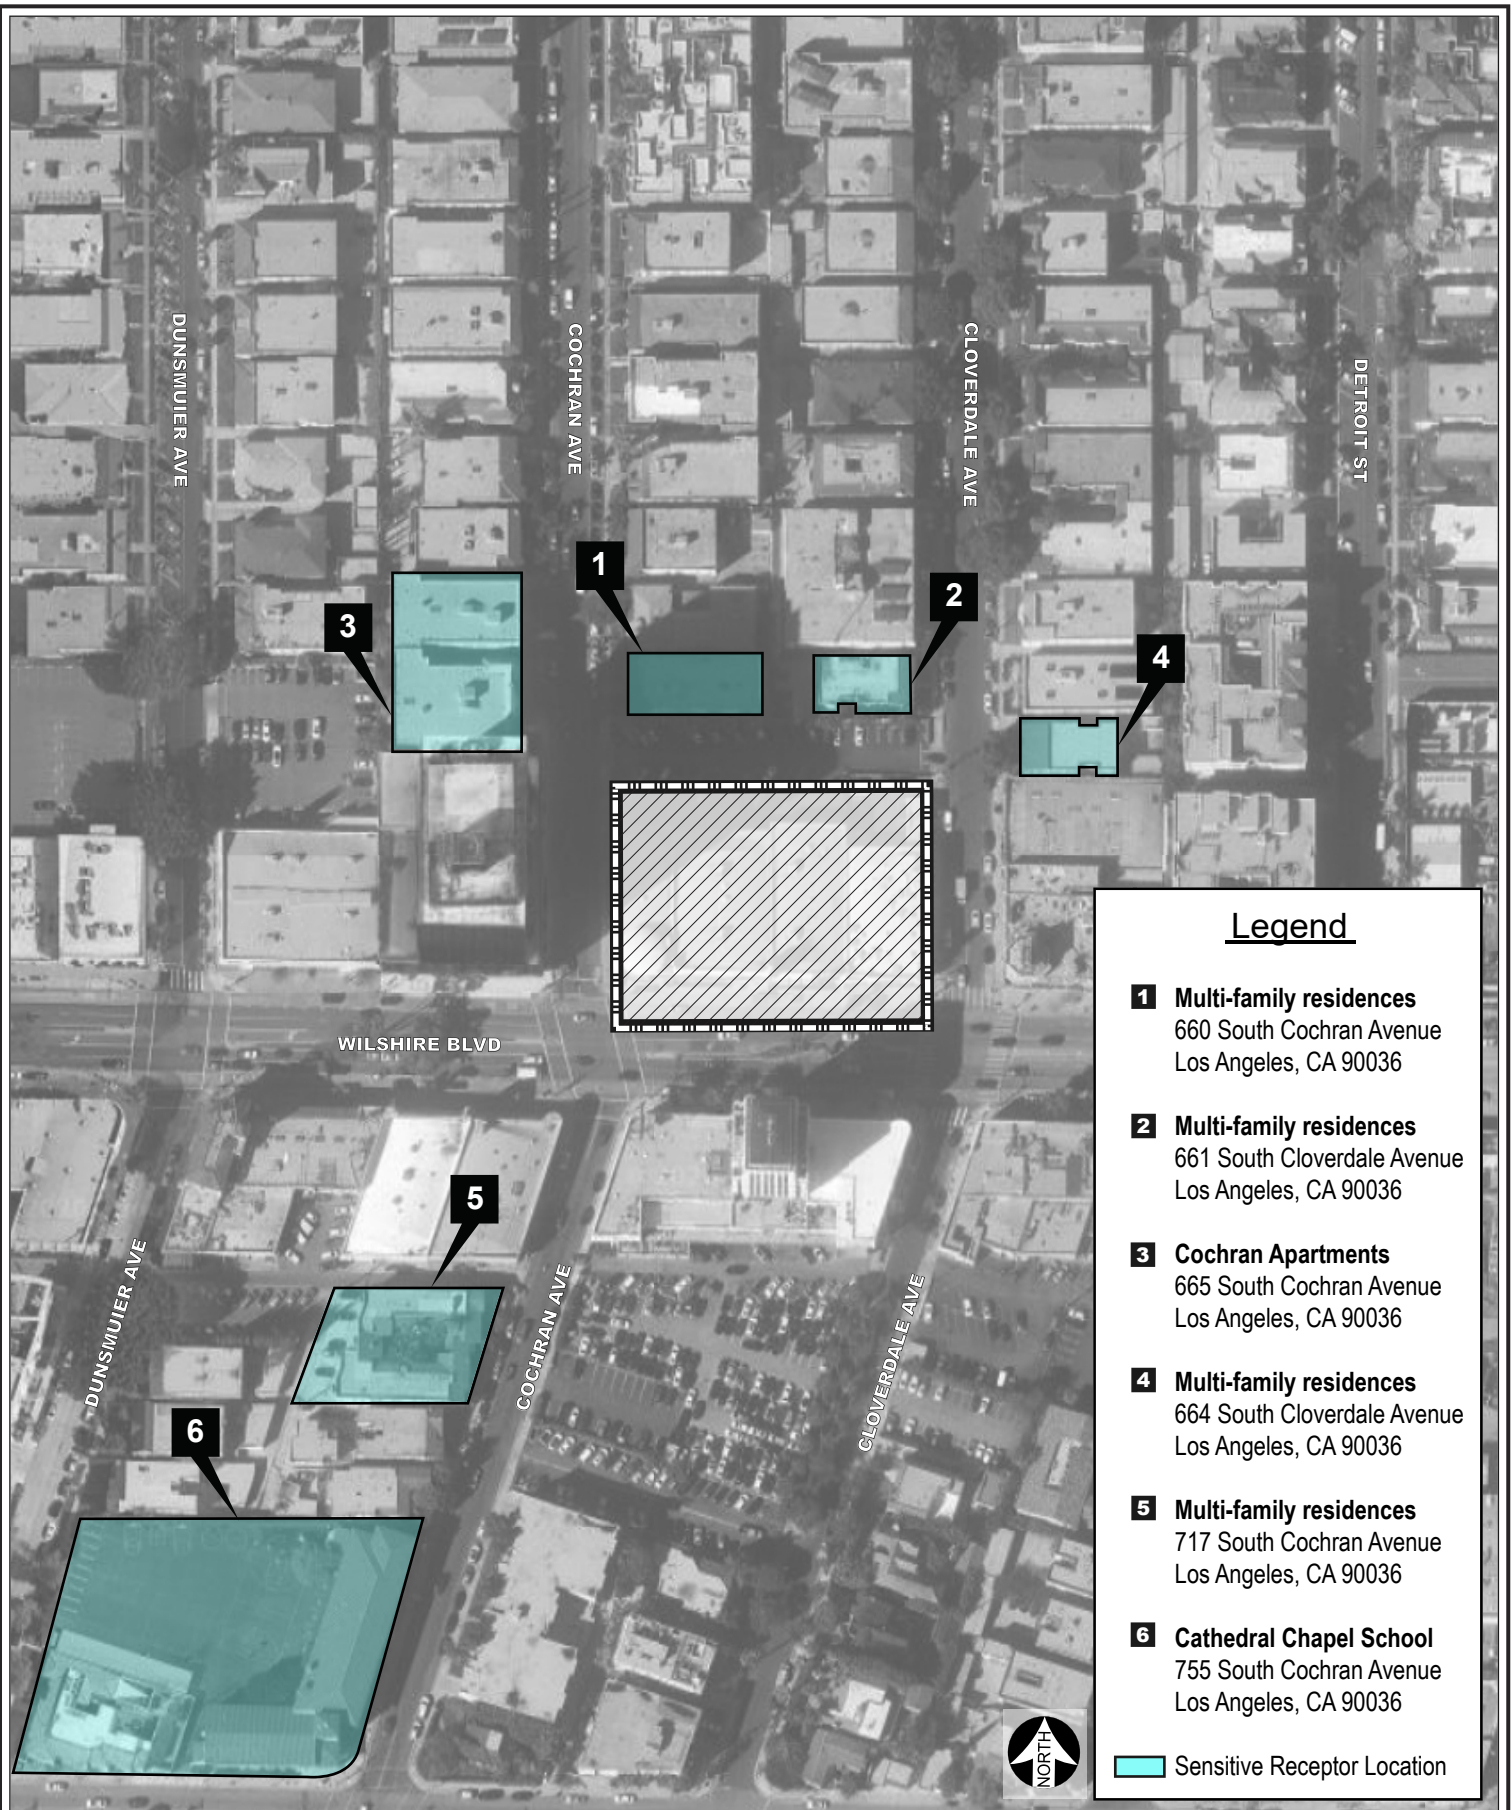 DUNSMUIER AVE
COCHRAN AVE
CLOVERDALE AVE
DETROIT ST
1
2
3
4
WILSHIRE BLVD
5
DUNSMUIER AVE
COCHRAN AVE
CLOVERDALE AVE
6
Legend
1 Multi-family residences
660 South Cochran Avenue
Los Angeles, CA 90036
2 Multi-family residences
661 South Cloverdale Avenue
Los Angeles, CA 90036
3 Cochran Apartments
665 South Cochran Avenue
Los Angeles, CA 90036
4 Multi-family residences
664 South Cloverdale Avenue
Los Angeles, CA 90036
5 Multi-family residences
717 South Cochran Avenue
Los Angeles, CA 90036
6 Cathedral Chapel School
755 South Cochran Avenue
Los Angeles, CA 90036
Sensitive Receptor Location
NORTH